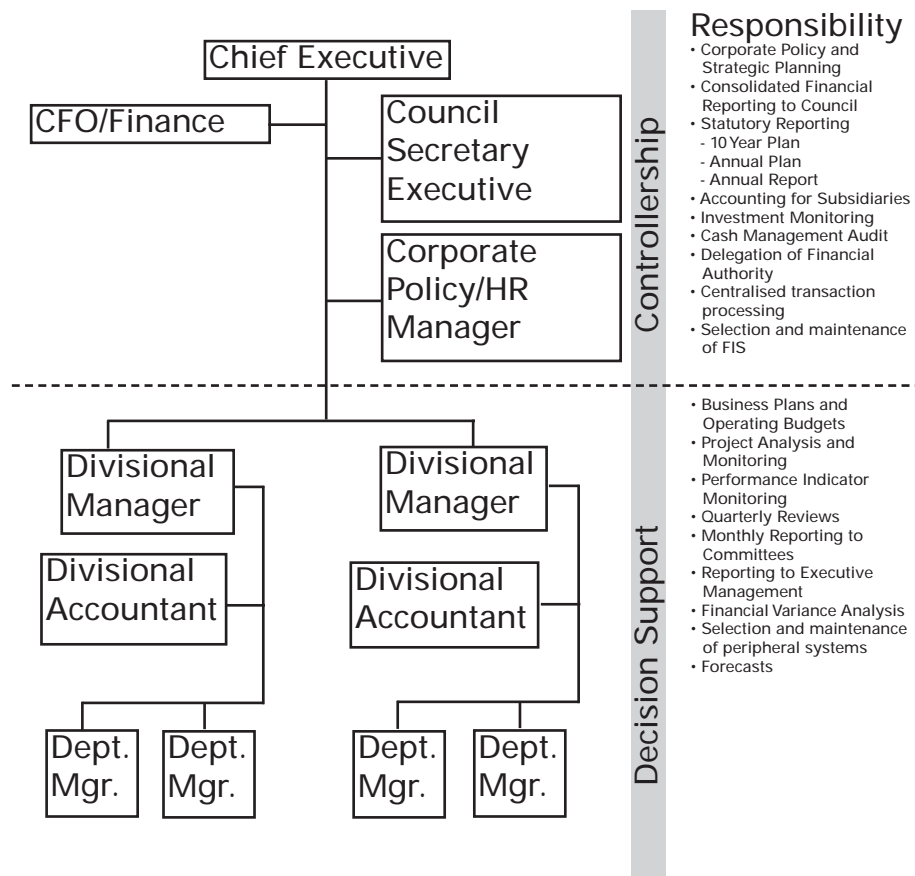 Chief Executive
CFO/Finance
Council
Secretary
Executive
Corporate
Policy/HR
Manager
Divisional
Manager
Divisional
Accountant
Dept.
Mgr.
Dept.
Mgr.
Divisional
Manager
Divisional
Accountant
Dept.
Mgr.
Dept.
Mgr.
Controllership
Decision Support
Responsibility
• Corporate Policy and
Strategic Planning
• Consolidated Financial
Reporting to Council
• Statutory Reporting
- 10 Year Plan
- Annual Plan
- Annual Report
• Accounting for Subsidiaries
• Investment Monitoring
• Cash Management Audit
• Delegation of Financial
Authority
• Centralised transaction
processing
• Selection and maintenance
of FIS
• Business Plans and
Operating Budgets
• Project Analysis and
Monitoring
• Performance Indicator
Monitoring
• Quarterly Reviews
• Monthly Reporting to
Committees
• Reporting to Executive
Management
• Financial Variance Analysis
• Selection and maintenance
of peripheral systems
• Forecasts